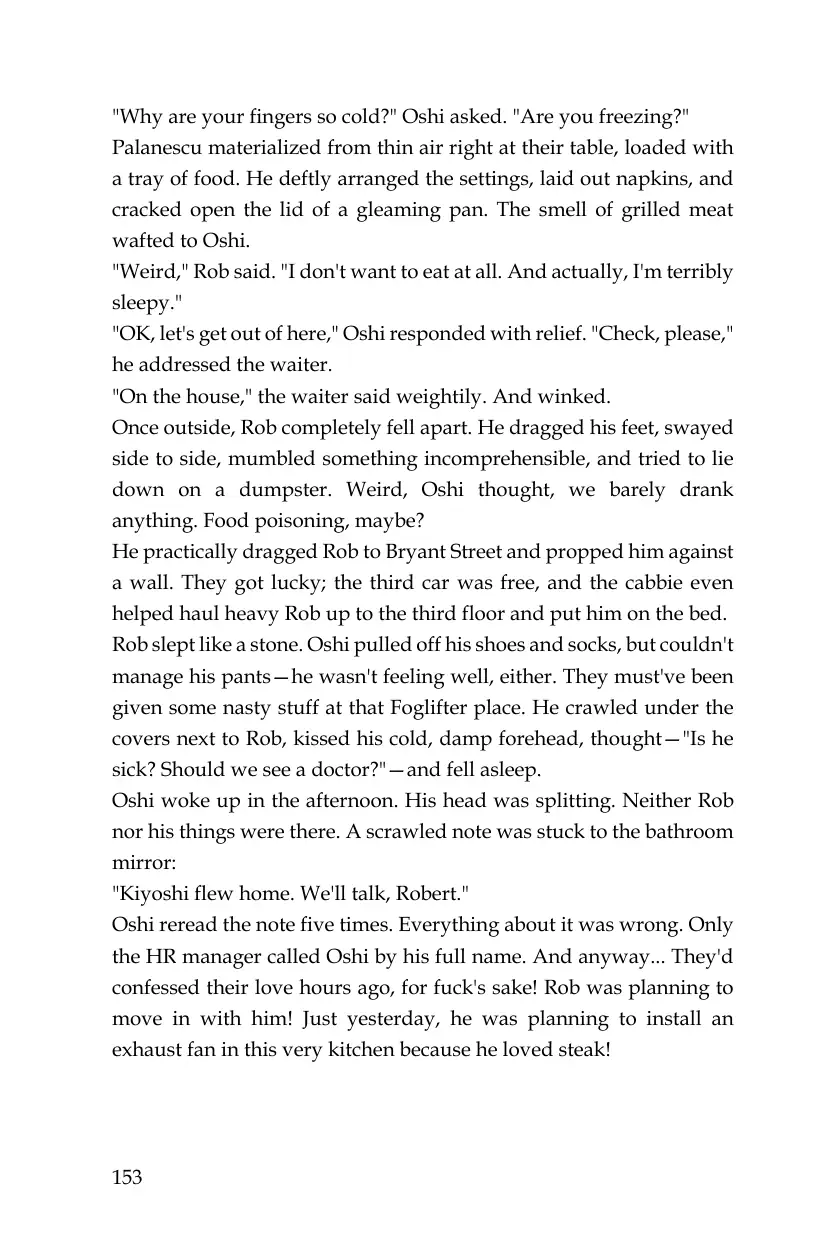 "Why are your fingers so cold?" Oshi asked. "Are you freezing?"
Palanescu materialized from thin air right at their table, loaded with
a tray of food. He deftly arranged the settings, laid out napkins, and
cracked open the lid of a gleaming pan. The smell of grilled meat
wafted to Oshi.
"Weird," Rob said. "I don't want to eat at all. And actually, I'm terribly
sleepy."
"OK, let's get out of here," Oshi responded with relief. "Check, please,"
he addressed the waiter.
"On the house," the waiter said weightily. And winked.
Once outside, Rob completely fell apart. He dragged his feet, swayed
side to side, mumbled something incomprehensible, and tried to lie
down on a dumpster. Weird, Oshi thought, we barely drank
anything. Food poisoning, maybe?
He practically dragged Rob to Bryant Street and propped him against
a wall. They got lucky; the third car was free, and the cabbie even
helped haul heavy Rob up to the third floor and put him on the bed.
Rob slept like a stone. Oshi pulled off his shoes and socks, but couldn't
manage his pants—he wasn't feeling well, either. They must've been
given some nasty stuff at that Foglifter place. He crawled under the
covers next to Rob, kissed his cold, damp forehead, thought—"Is he
sick? Should we see a doctor?"—and fell asleep.
Oshi woke up in the afternoon. His head was splitting. Neither Rob
nor his things were there. A scrawled note was stuck to the bathroom
mirror:
"Kiyoshi flew home. We'll talk, Robert."
Oshi reread the note five times. Everything about it was wrong. Only
the HR manager called Oshi by his full name. And anyway... They'd
confessed their love hours ago, for fuck's sake! Rob was planning to
move in with him! Just yesterday, he was planning to install an
exhaust fan in this very kitchen because he loved steak!
153